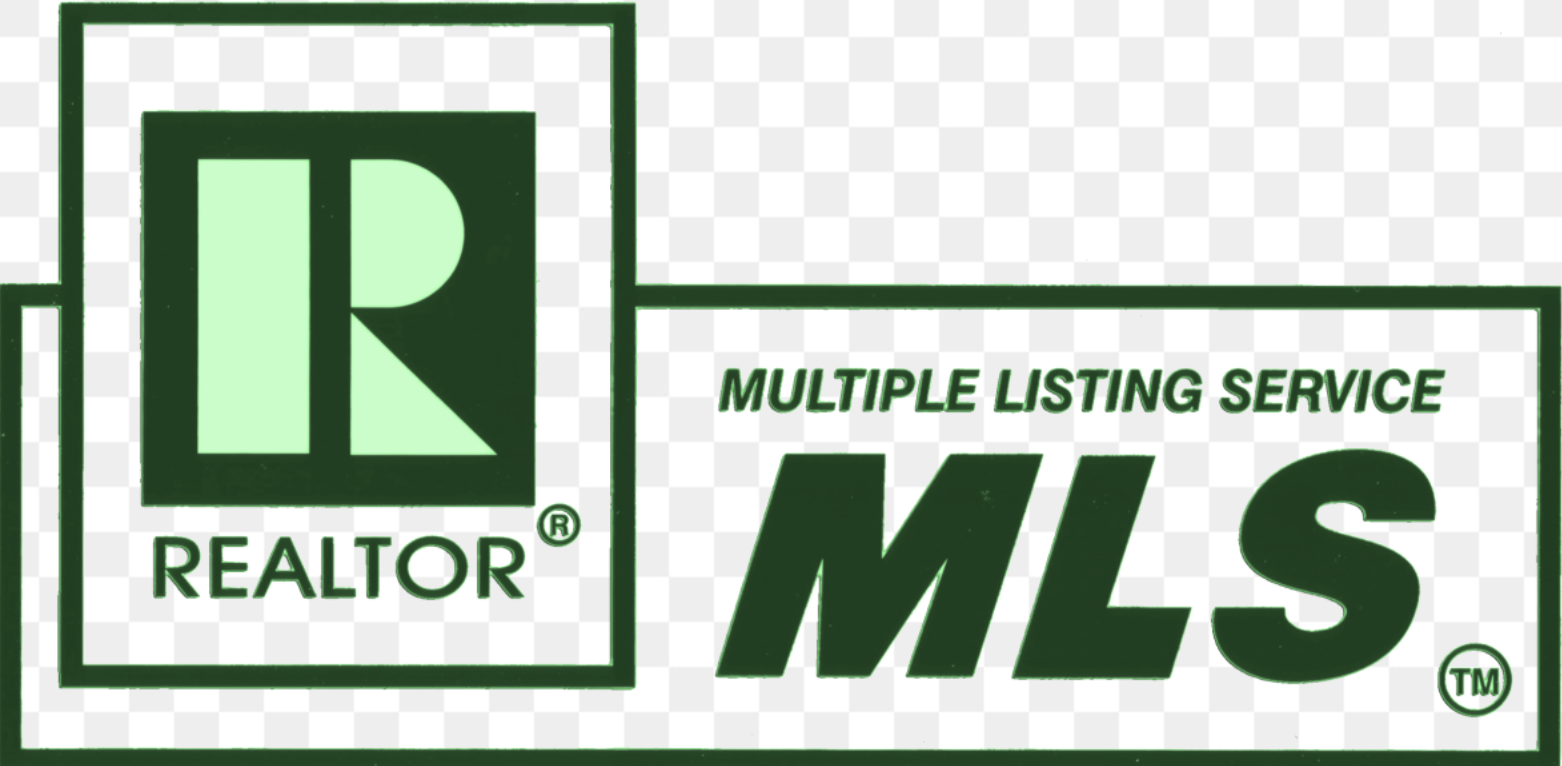 R
REALTOR®
MULTIPLE LISTING SERVICE
MLS
TM